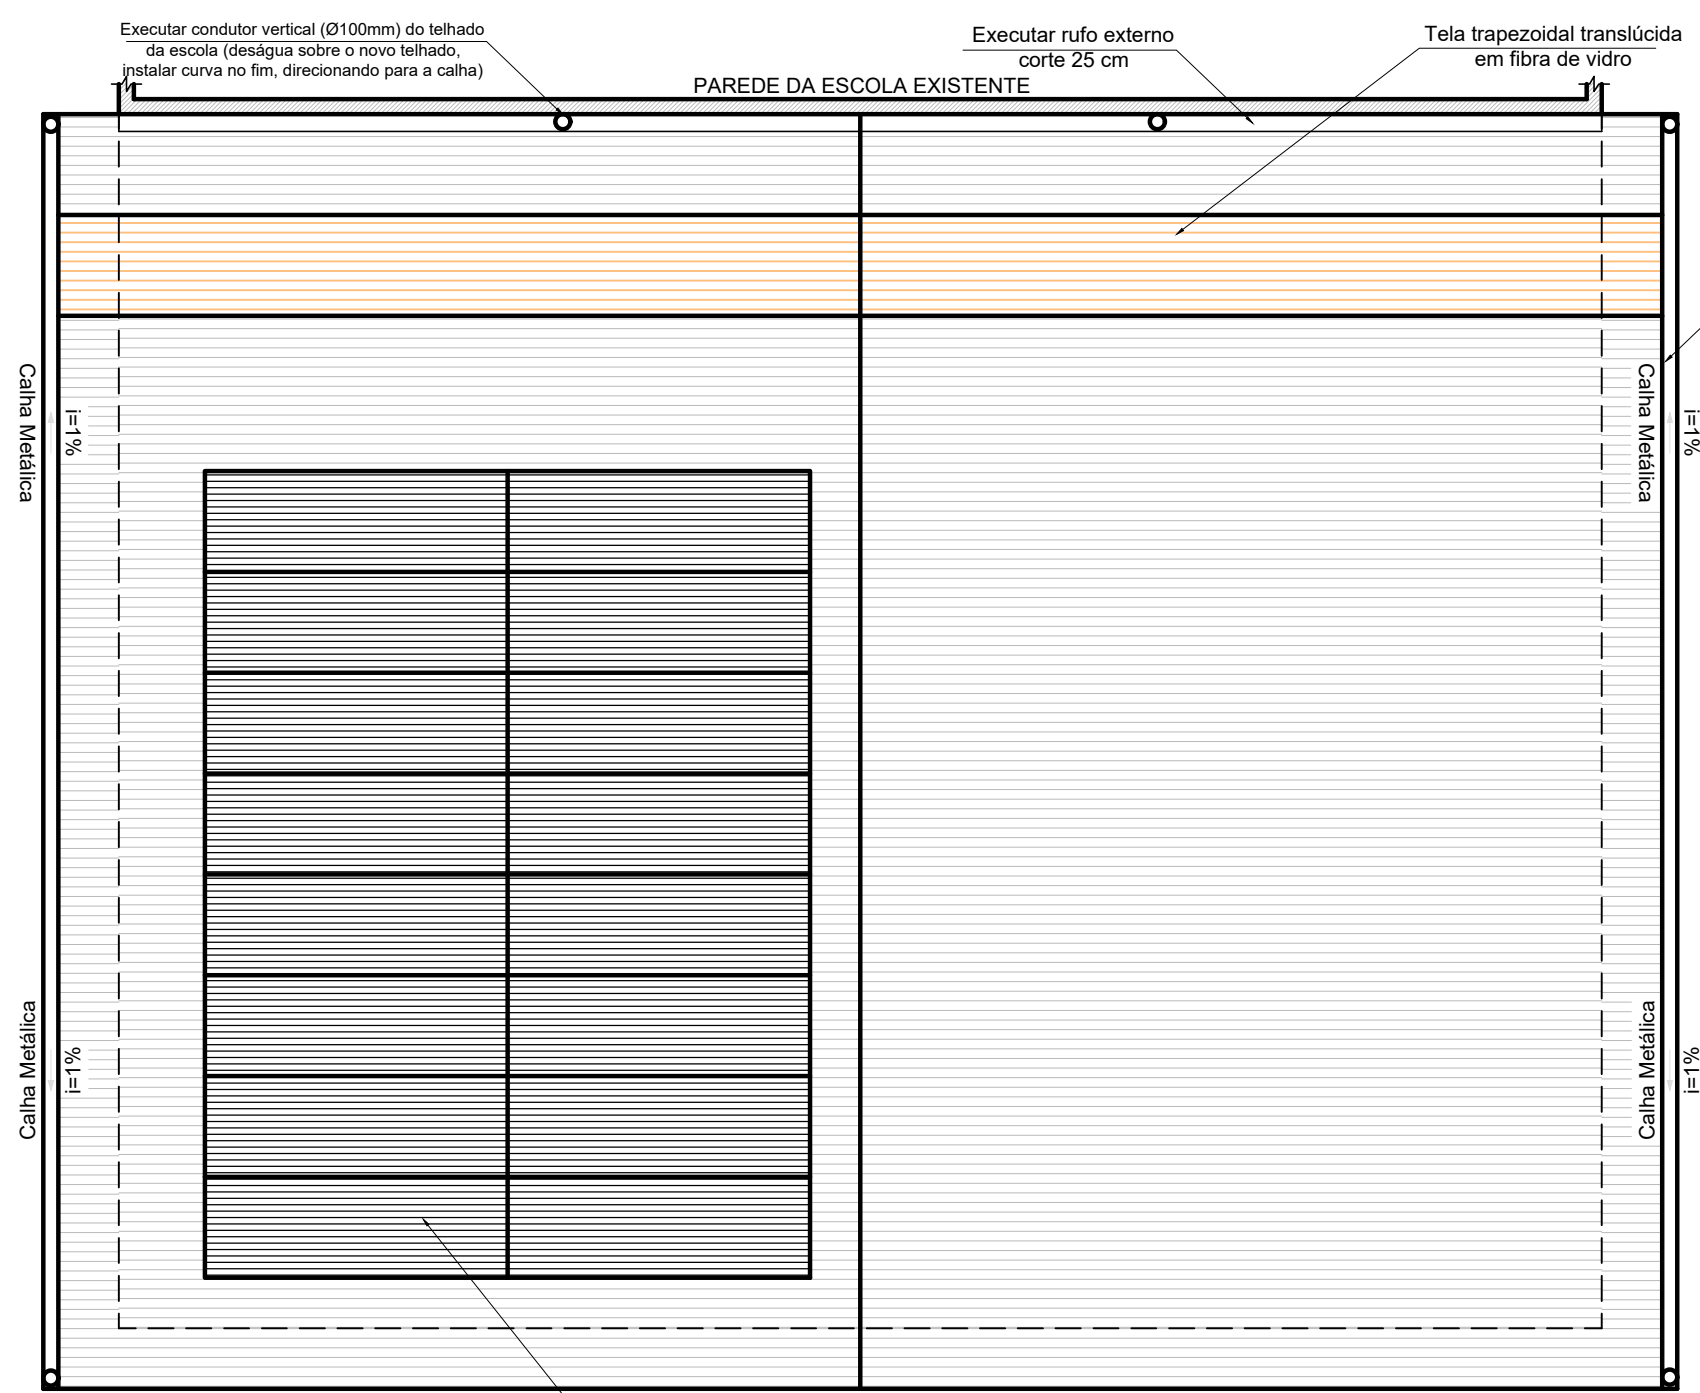 Executar condutor vertical (Ø100mm) do telhado
da escola (deságua sobre o novo telhado,
instalar curva no fim, direcionando para a calha)
Executar rufo externo
corte 25 cm
Tela trapezoidal translúcida
em fibra de vidro
PAREDE DA ESCOLA EXISTENTE
Calha Metálica
i=1%
Calha Metálica
i=1%
Calha Metálica
i=1%
Calha Metálica
i=1%